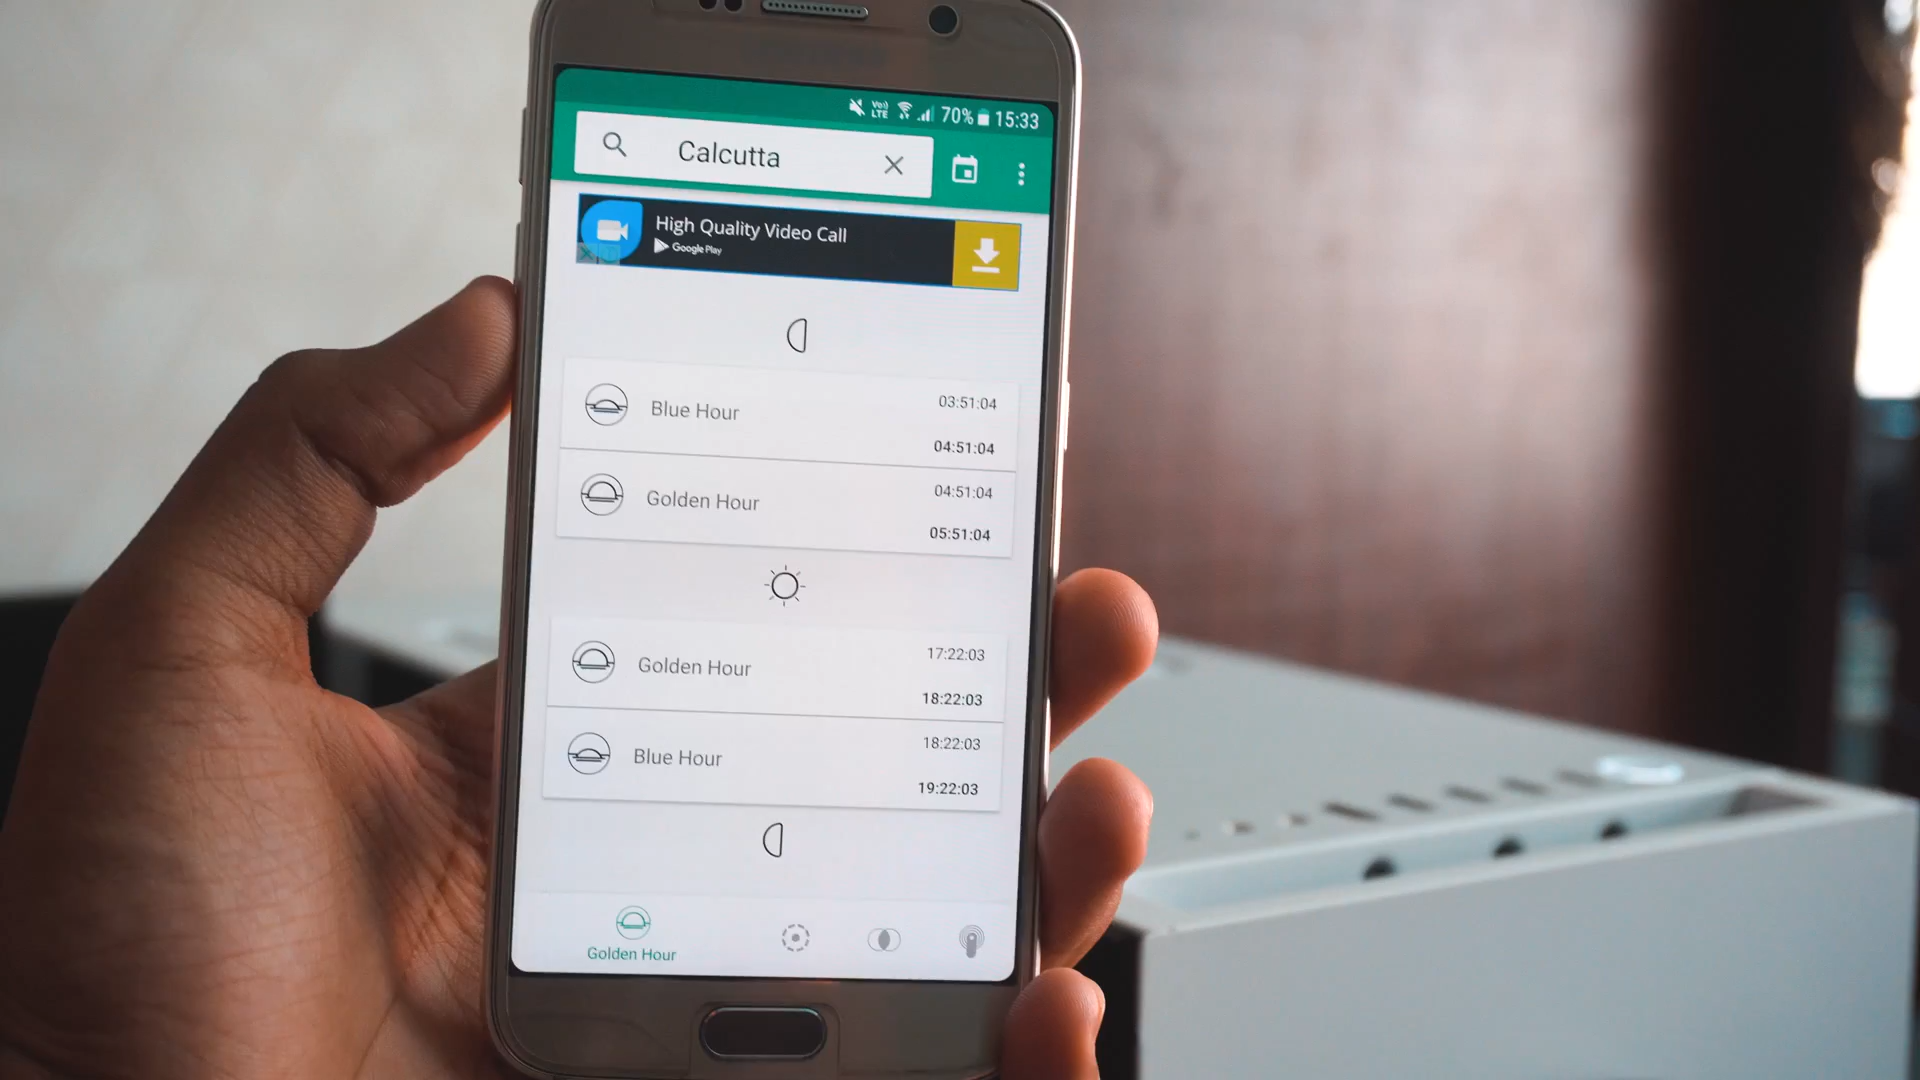 Vo)) LTE 70% 15:33
Calcutta
High Quality Video Call
Google Play
Blue Hour 03:51:04
04:51:04
Golden Hour 04:51:04
05:51:04
Golden Hour 17:22:03
18:22:03
Blue Hour 18:22:03
19:22:03
Golden Hour